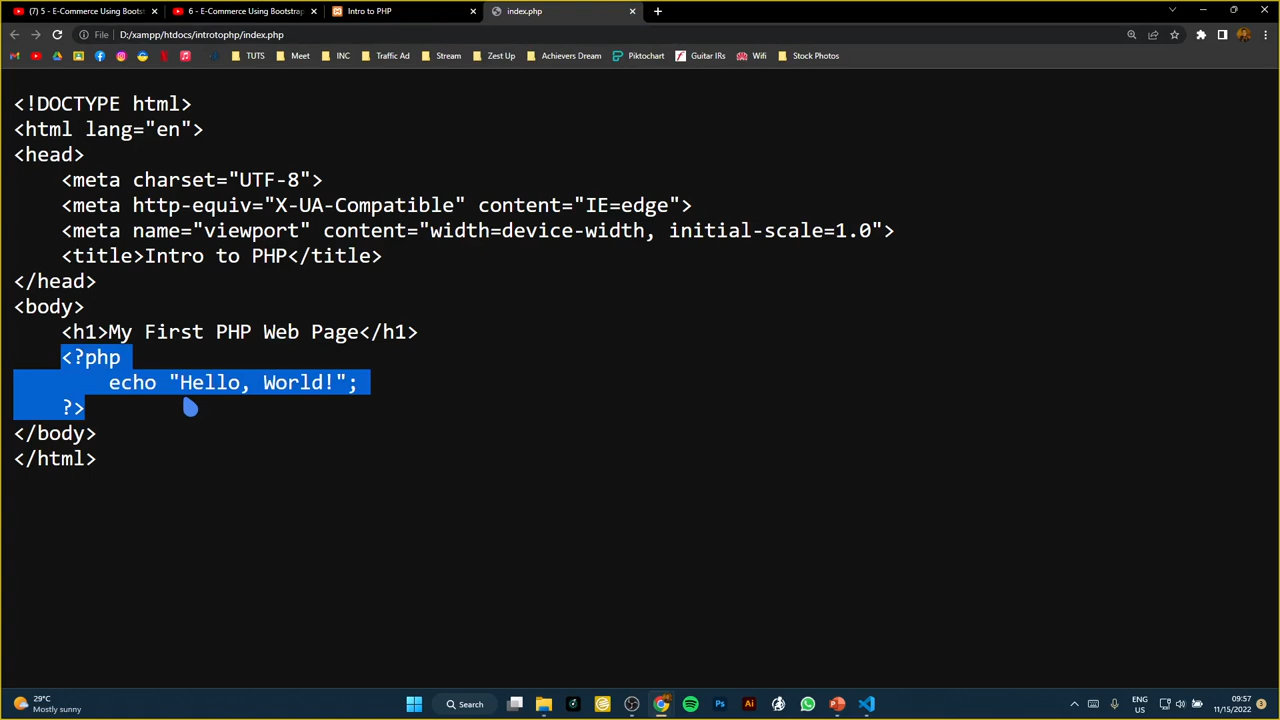 (7) 5 - E-Commerce Using Bootst
6 - E-Commerce Using Bootstrap
Intro to PHP
index.php
File
D:/xampp/htdocs/introtophp/index.php
TUTS
Meet
INC
Traffic Ad
Stream
Zest Up
Achievers Dream
Piktochart
Guitar IRs
Wifi
Stock Photos
<!DOCTYPE html>
<html lang="en">
<head>
    <meta charset="UTF-8">
    <meta http-equiv="X-UA-Compatible" content="IE=edge">
    <meta name="viewport" content="width=device-width, initial-scale=1.0">
    <title>Intro to PHP</title>
</head>
<body>
    <h1>My First PHP Web Page</h1>
    <?php
        echo "Hello, World!";
    ?>
</body>
</html>
29°C
Mostly sunny
Search
Ps
Ai
ENG
US
09:57
11/15/2022